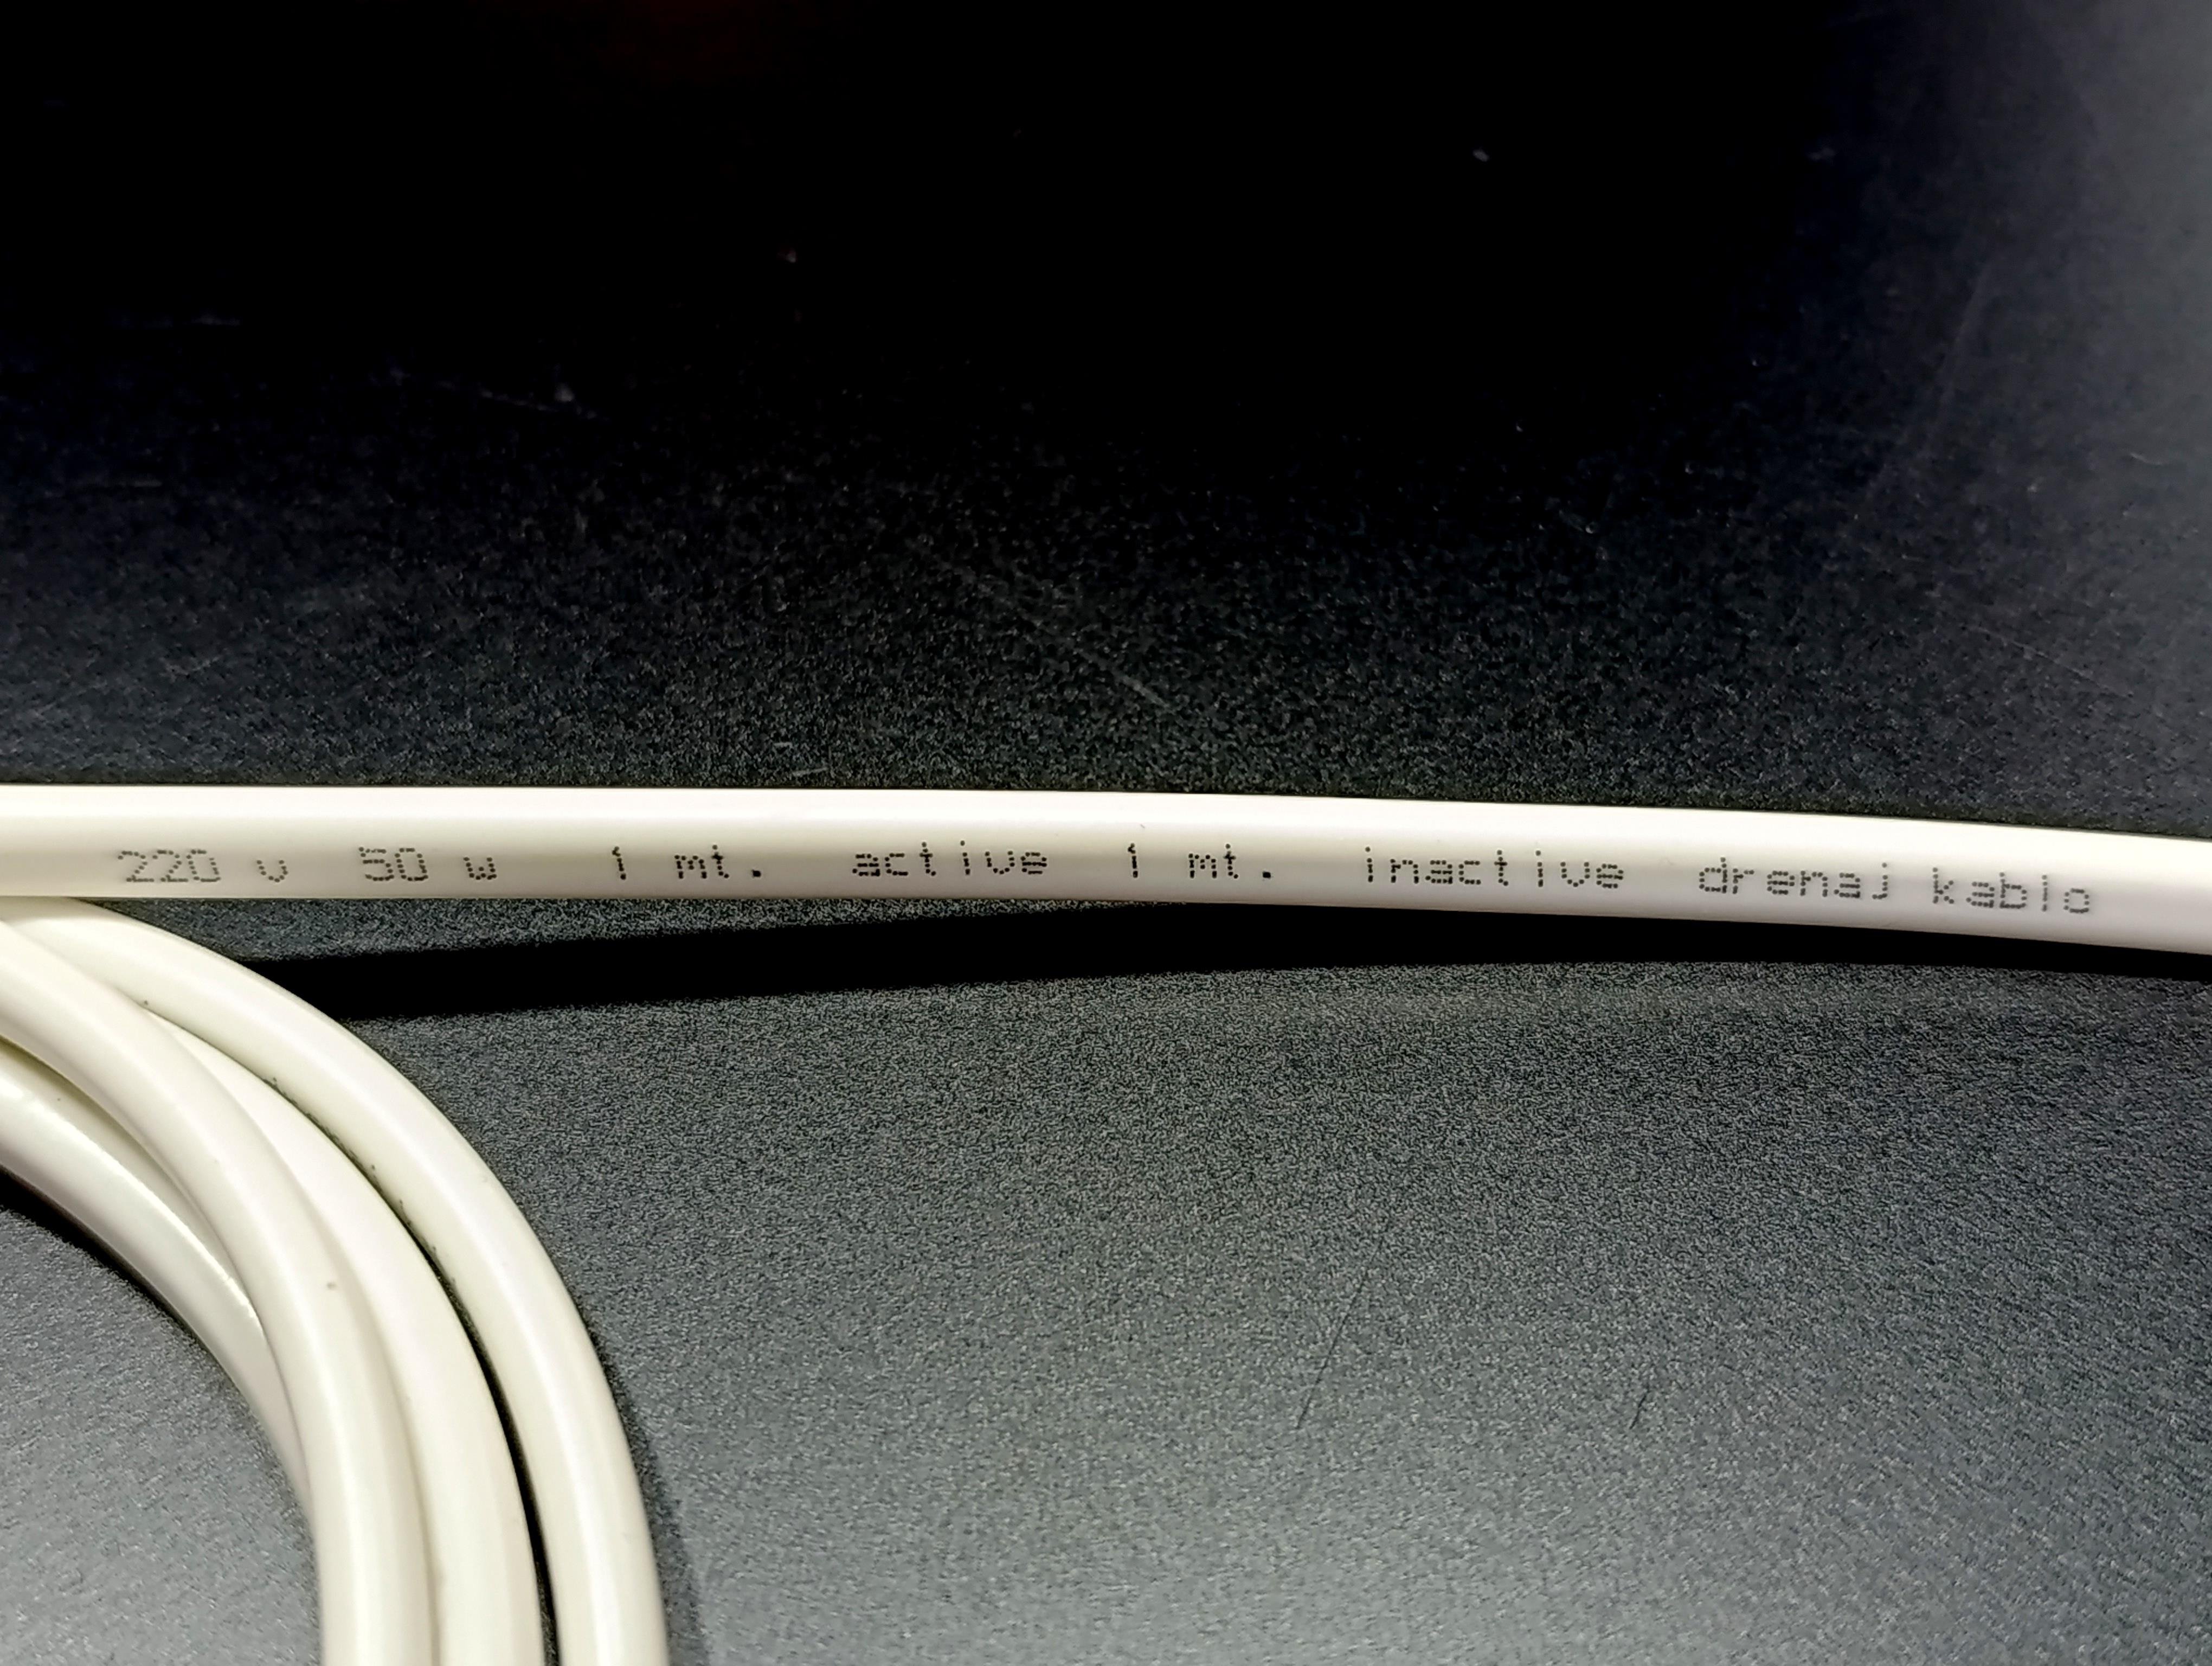 220 v 50 w 1 mt. active 1 mt. inactive drenaj kablo